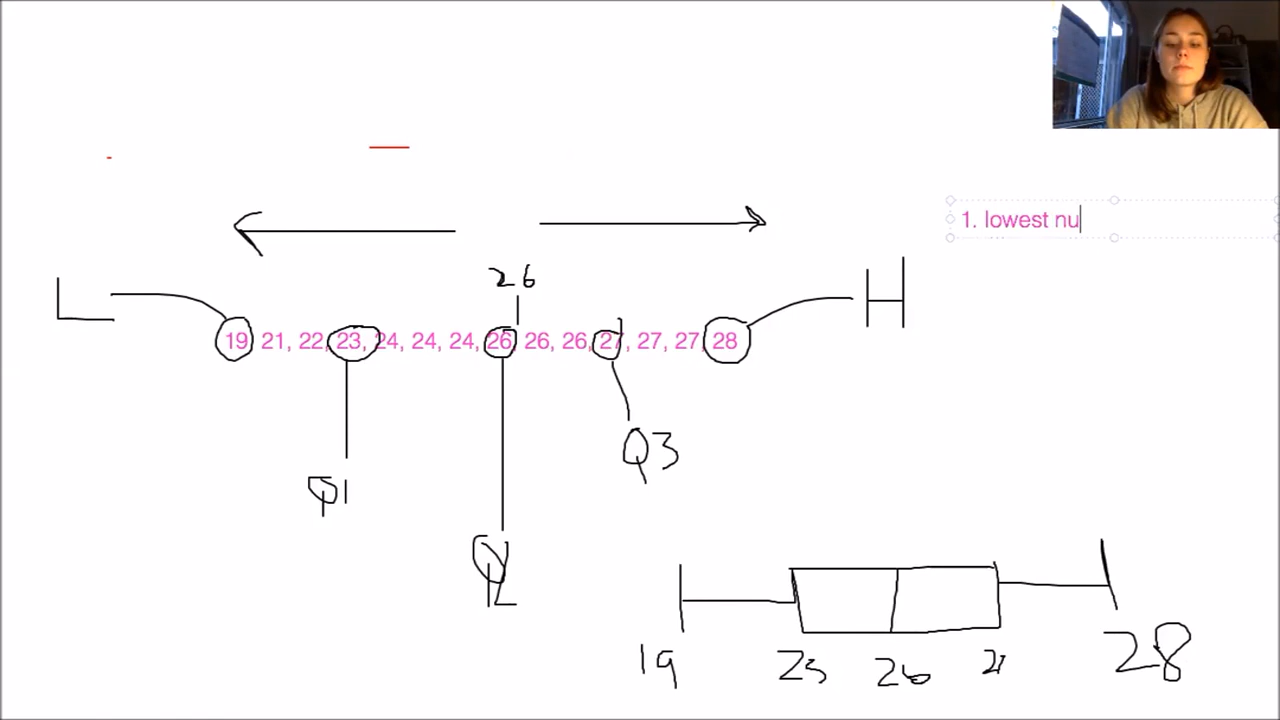 1. lowest nu
26
L
H
19, 21, 22, 23, 24, 24, 24, 26, 26, 26, 27, 27, 27, 28
Q3
Q1
Q2
19 23 26 27 28